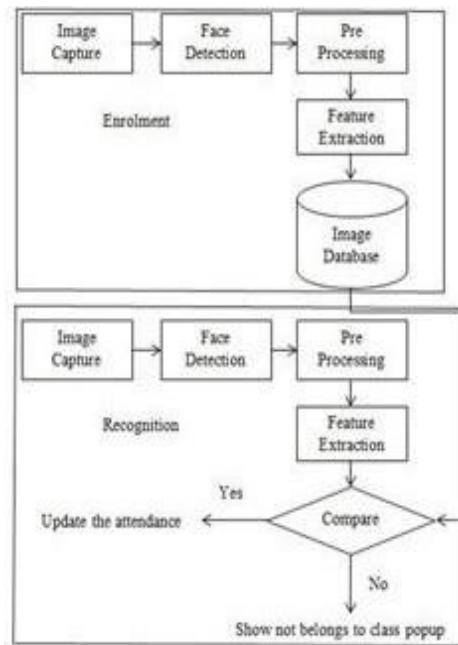 Image
Capture
Face
Detection
Pre
Processing
Enrolment
Feature
Extraction
Image
Database
Image
Capture
Face
Detection
Pre
Processing
Recognition
Feature
Extraction
Yes
Update the attendance
Compare
No
Show not belongs to class popup